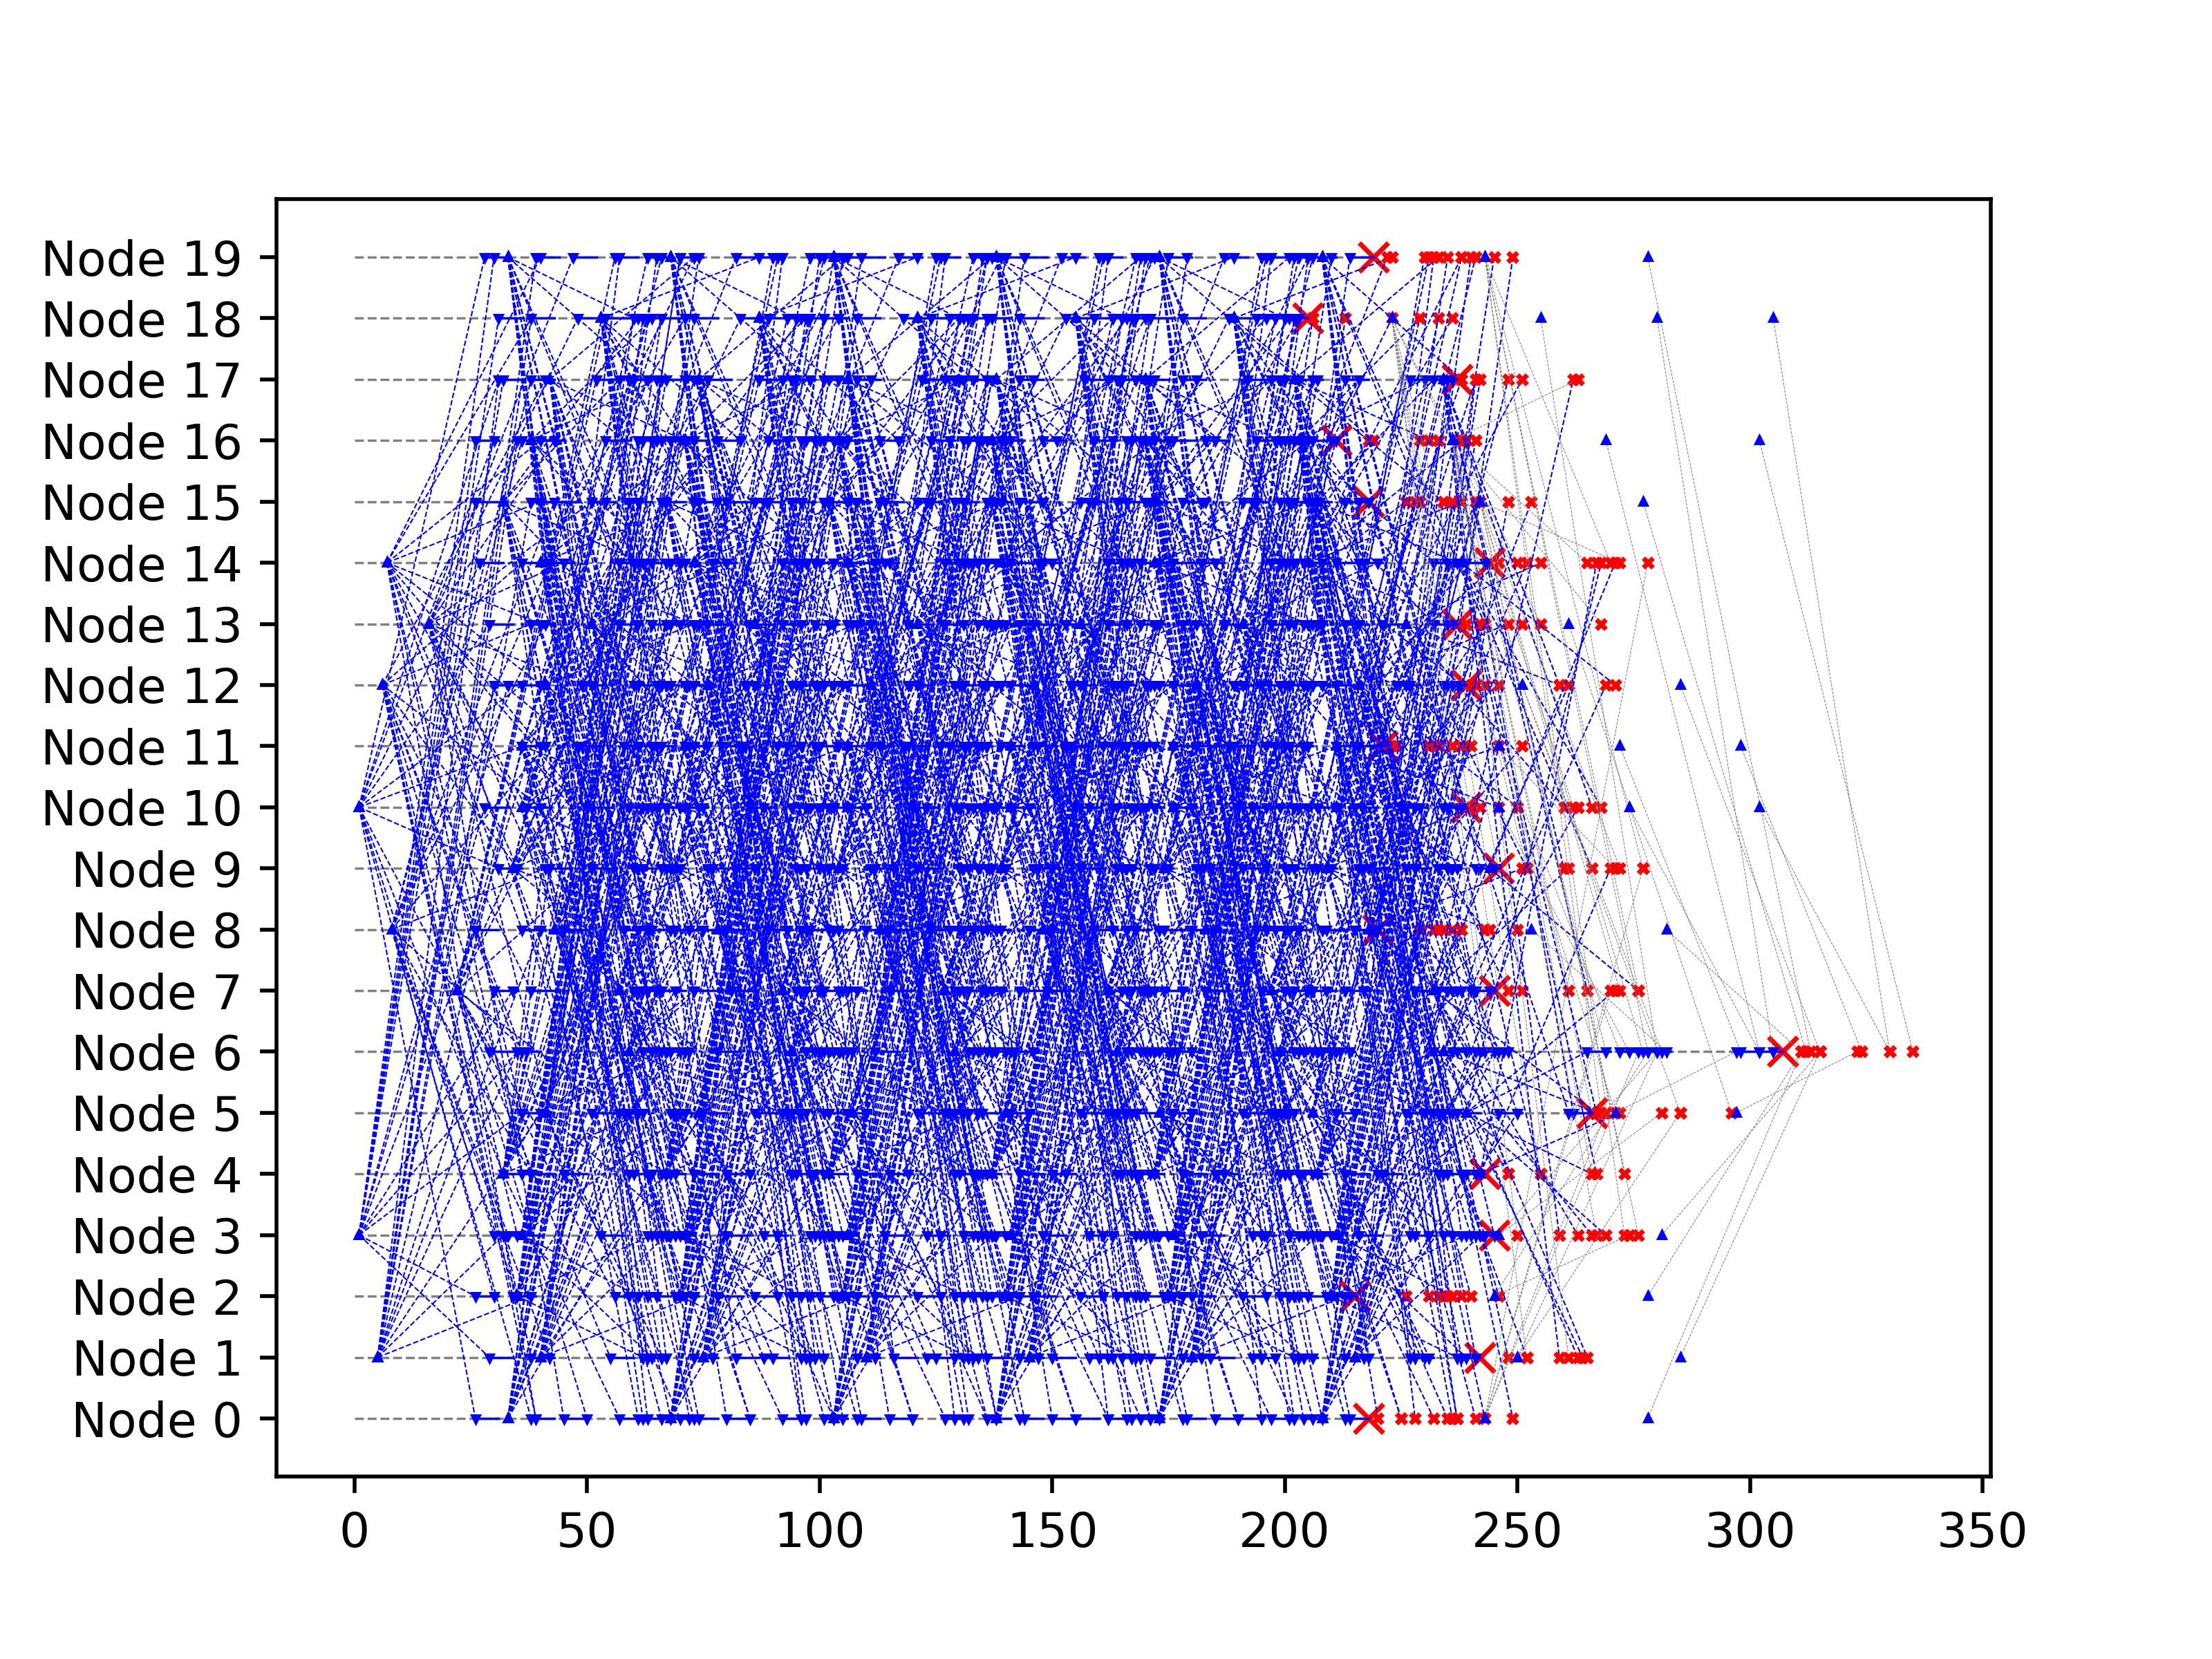 Node 19
Node 18
Node 17
Node 16
Node 15
Node 14
Node 13
Node 12
Node 11
Node 10
Node 9
Node 8
Node 7
Node 6
Node 5
Node 4
Node 3
Node 2
Node 1
Node 0
0 50 100 150 200 250 300 350